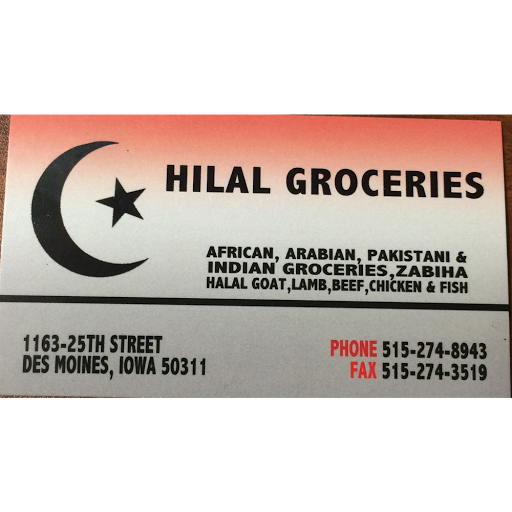 HILAL GROCERIES
AFRICAN, ARABIAN, PAKISTANI &
INDIAN GROCERIES,ZABIHA
HALAL GOAT,LAMB,BEEF,CHICKEN & FISH
1163-25TH STREET
DES MOINES, IOWA 50311
PHONE 515-274-8943
FAX 515-274-3519